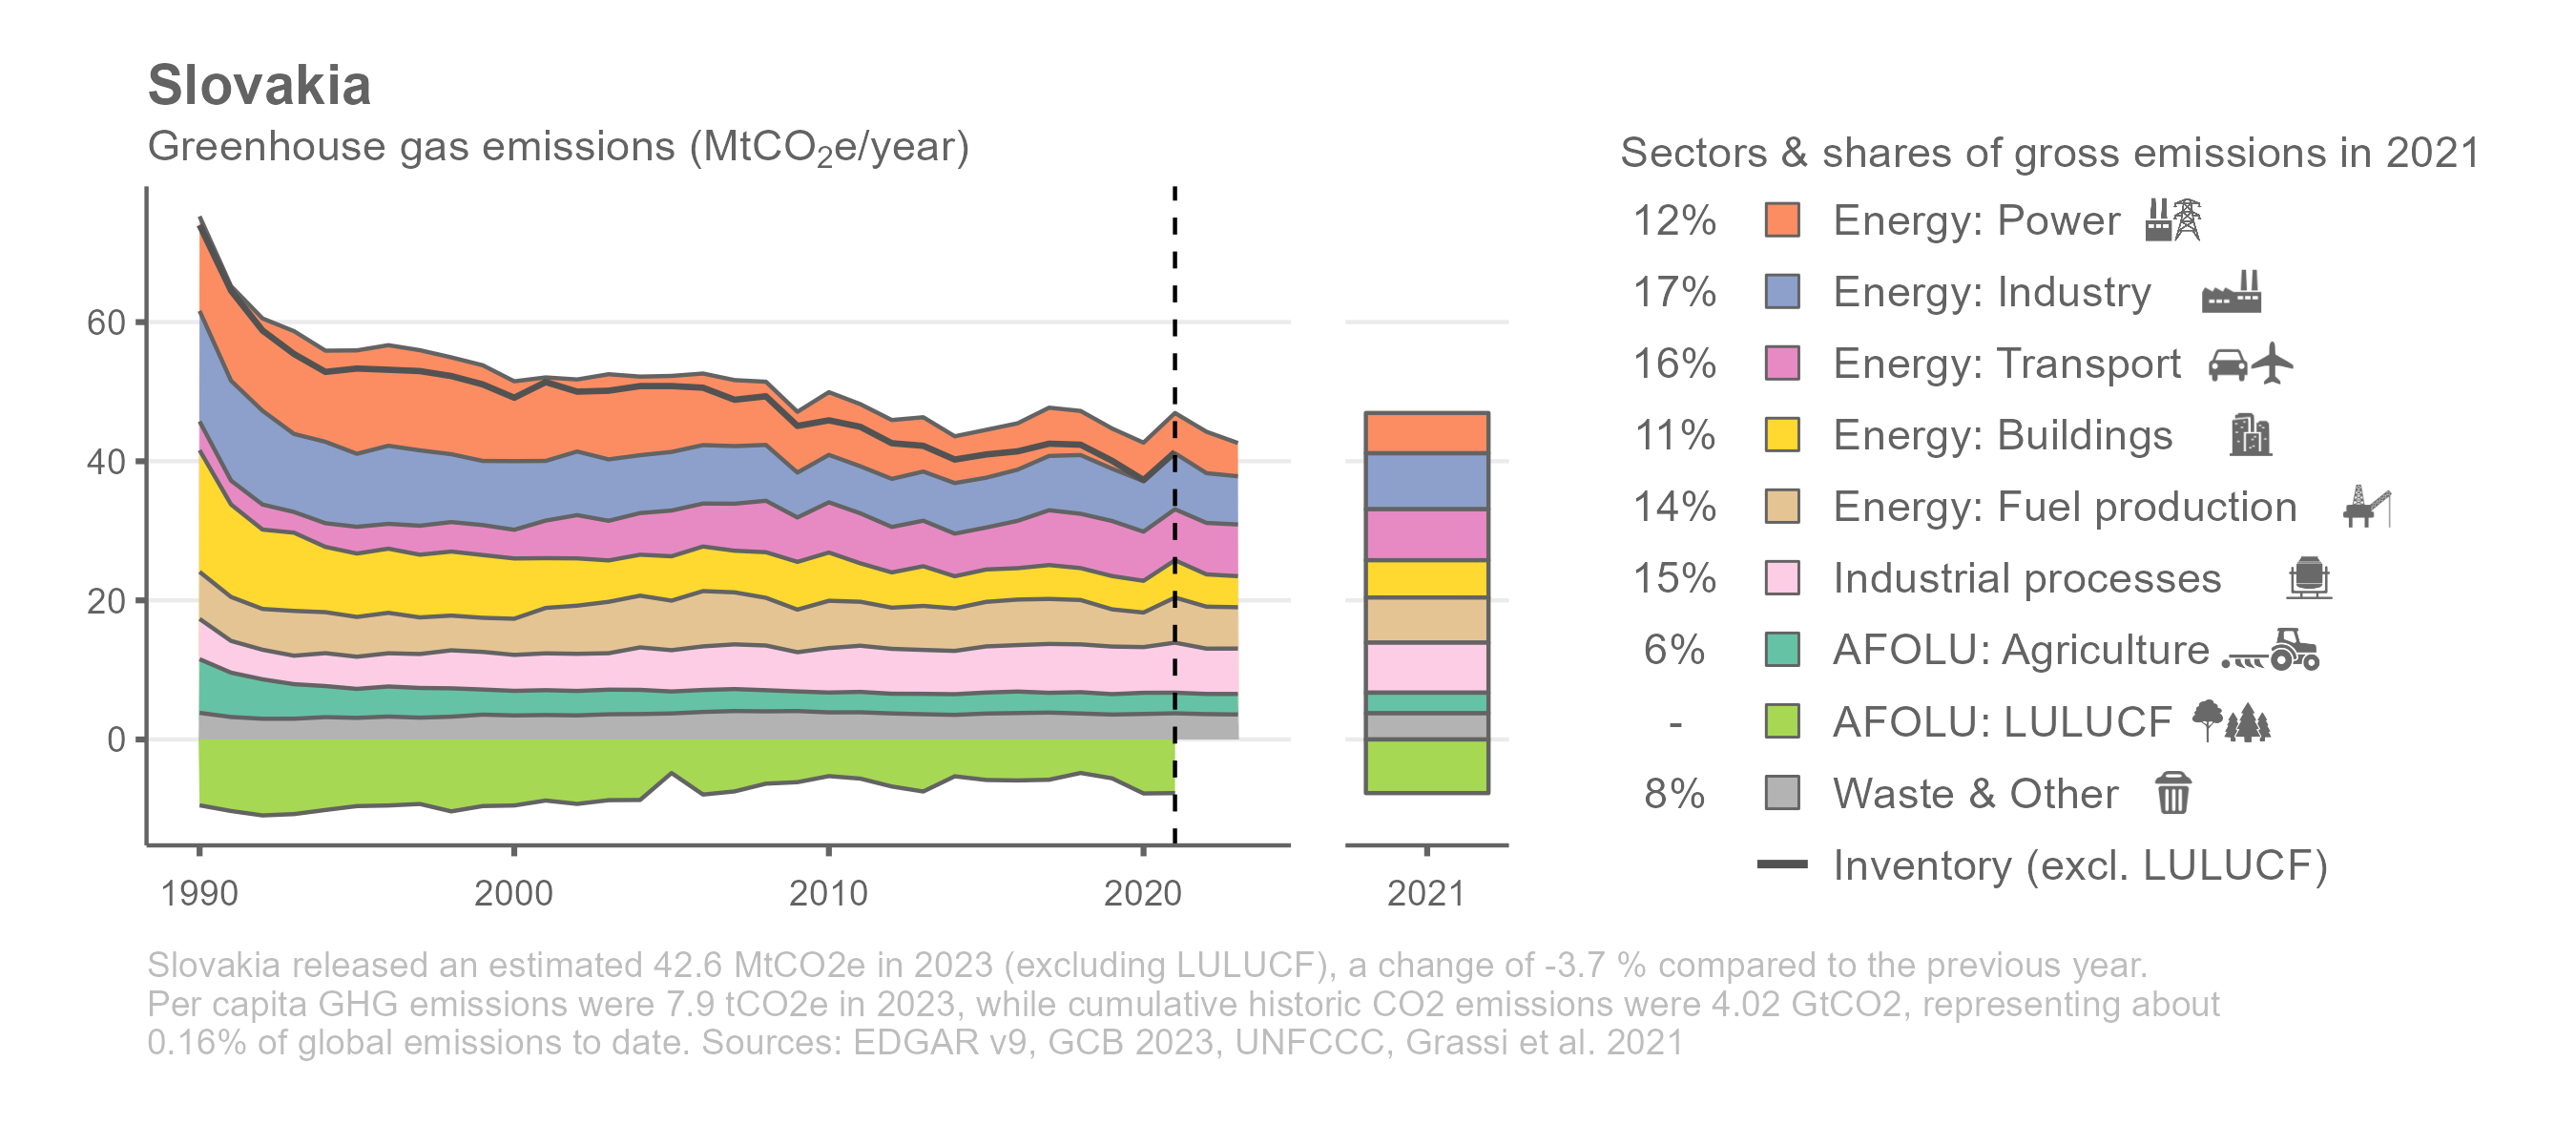 Slovakia
Greenhouse gas emissions (MtCO₂e/year)
60
40
20
0
1990
2000
2010
2020
2021
Sectors & shares of gross emissions in 2021
12% Energy: Power
17% Energy: Industry
16% Energy: Transport
11% Energy: Buildings
14% Energy: Fuel production
15% Industrial processes
6% AFOLU: Agriculture
- AFOLU: LULUCF
8% Waste & Other
Inventory (excl. LULUCF)
Slovakia released an estimated 42.6 MtCO2e in 2023 (excluding LULUCF), a change of -3.7 % compared to the previous year.
Per capita GHG emissions were 7.9 tCO2e in 2023, while cumulative historic CO2 emissions were 4.02 GtCO2, representing about
0.16% of global emissions to date. Sources: EDGAR v9, GCB 2023, UNFCCC, Grassi et al. 2021